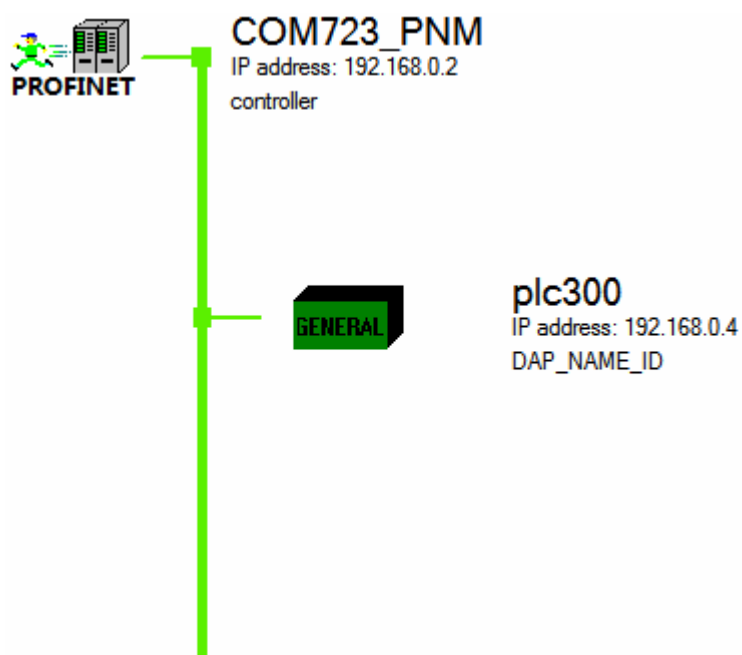 COM723_PNM
IP address: 192.168.0.2
PROFINET
controller
GENERAL
plc300
IP address: 192.168.0.4
DAP_NAME_ID